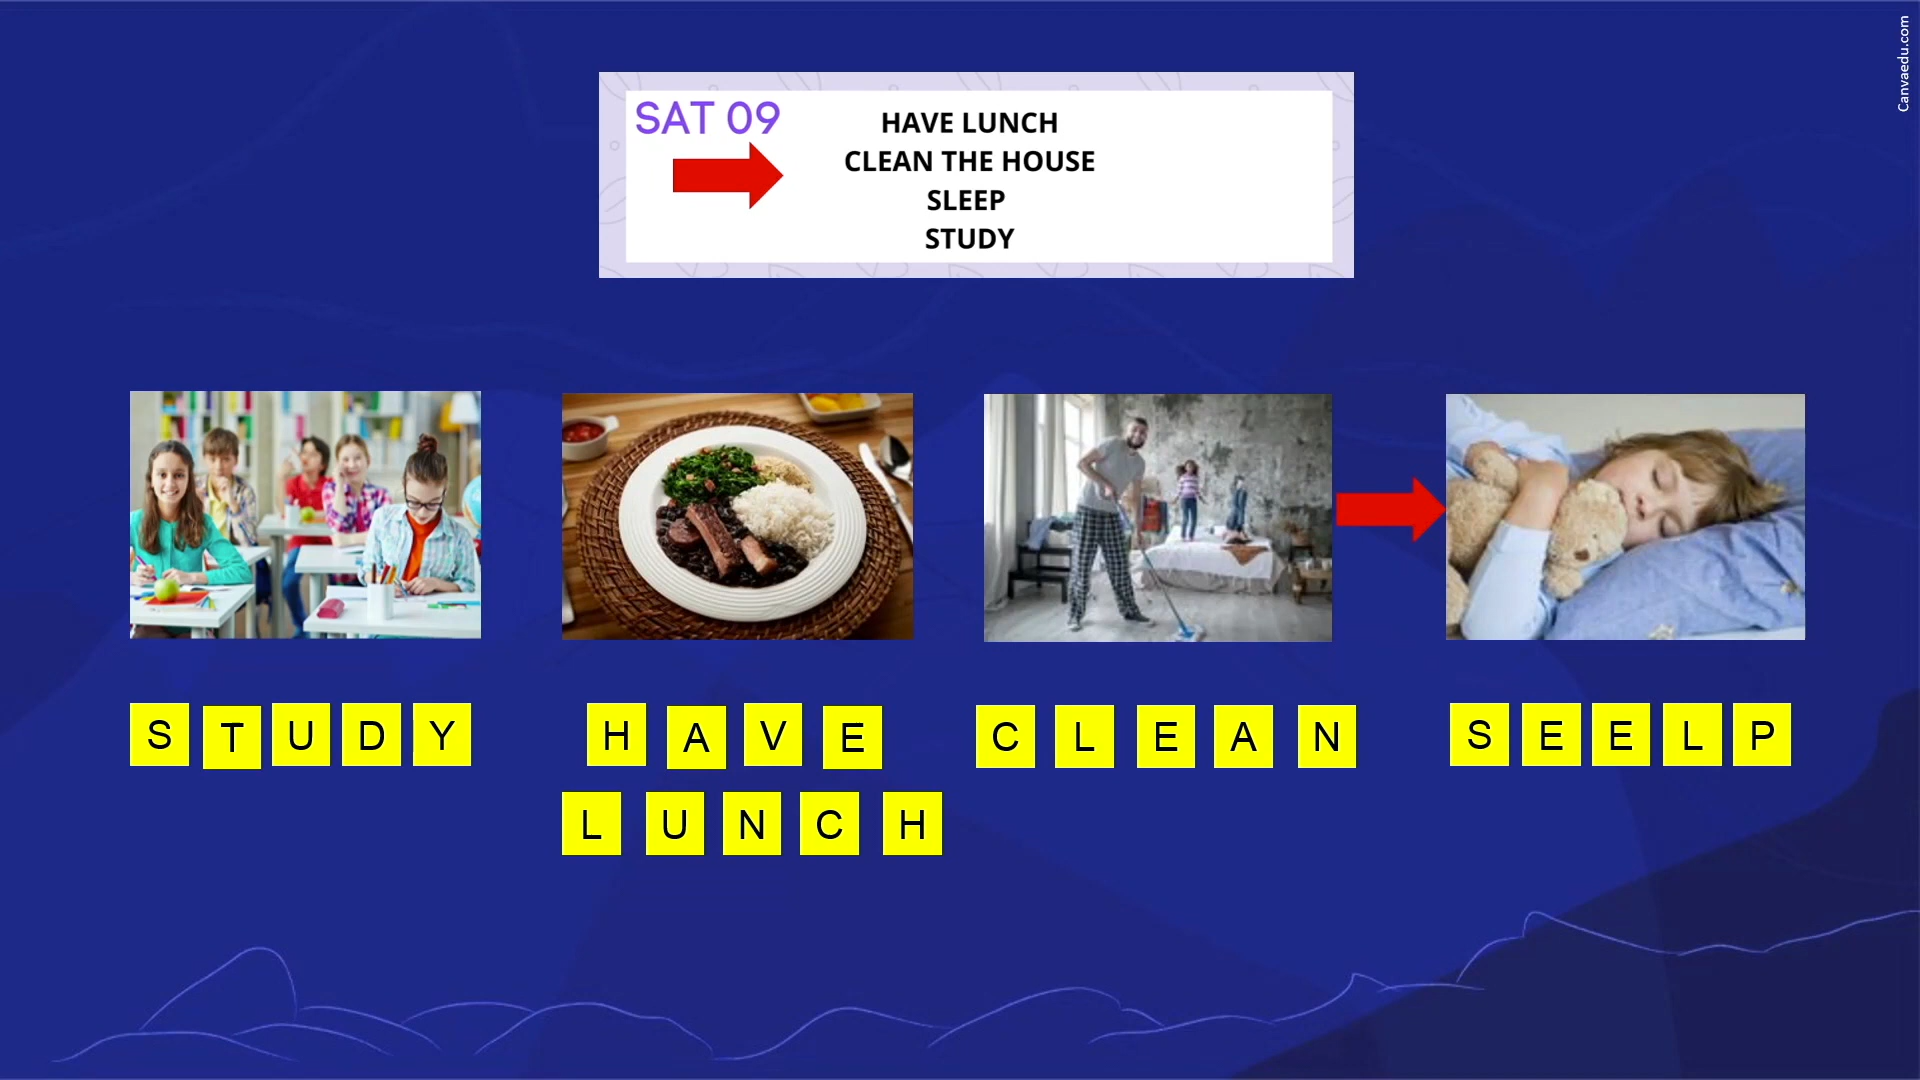 Canvaedu.com
SAT 09
HAVE LUNCH
CLEAN THE HOUSE
SLEEP
STUDY
S T U D Y
H A V E
L U N C H
C L E A N
S E E L P